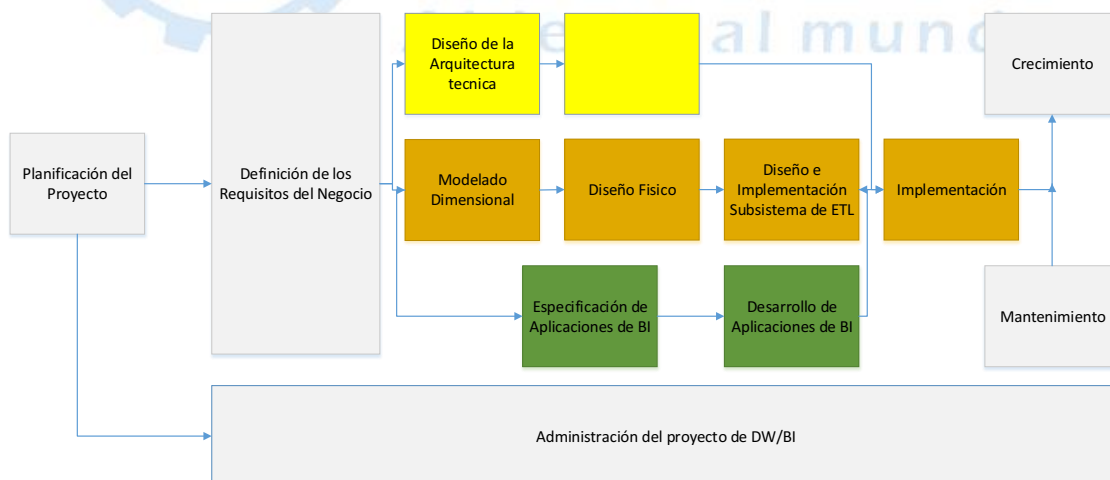 al mund
Diseño de la
Arquitectura
tecnica
Crecimiento
Planificación del
Proyecto
Definición de los
Requisitos del Negocio
Modelado
Dimensional
Diseño Fisico
Diseño e
Implementación
Subsistema de ETL
Implementación
Especificación de
Aplicaciones de BI
Desarrollo de
Aplicaciones de BI
Mantenimiento
Administración del proyecto de DW/BI